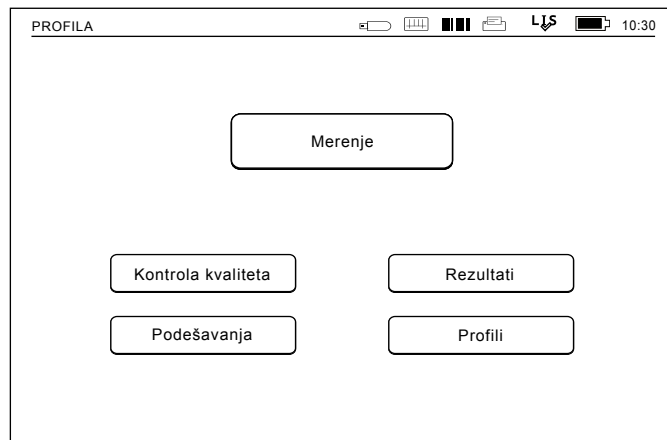 PROFILA LIS 10:30
Merenje
Kontrola kvaliteta Rezultati
Podešavanja Profili